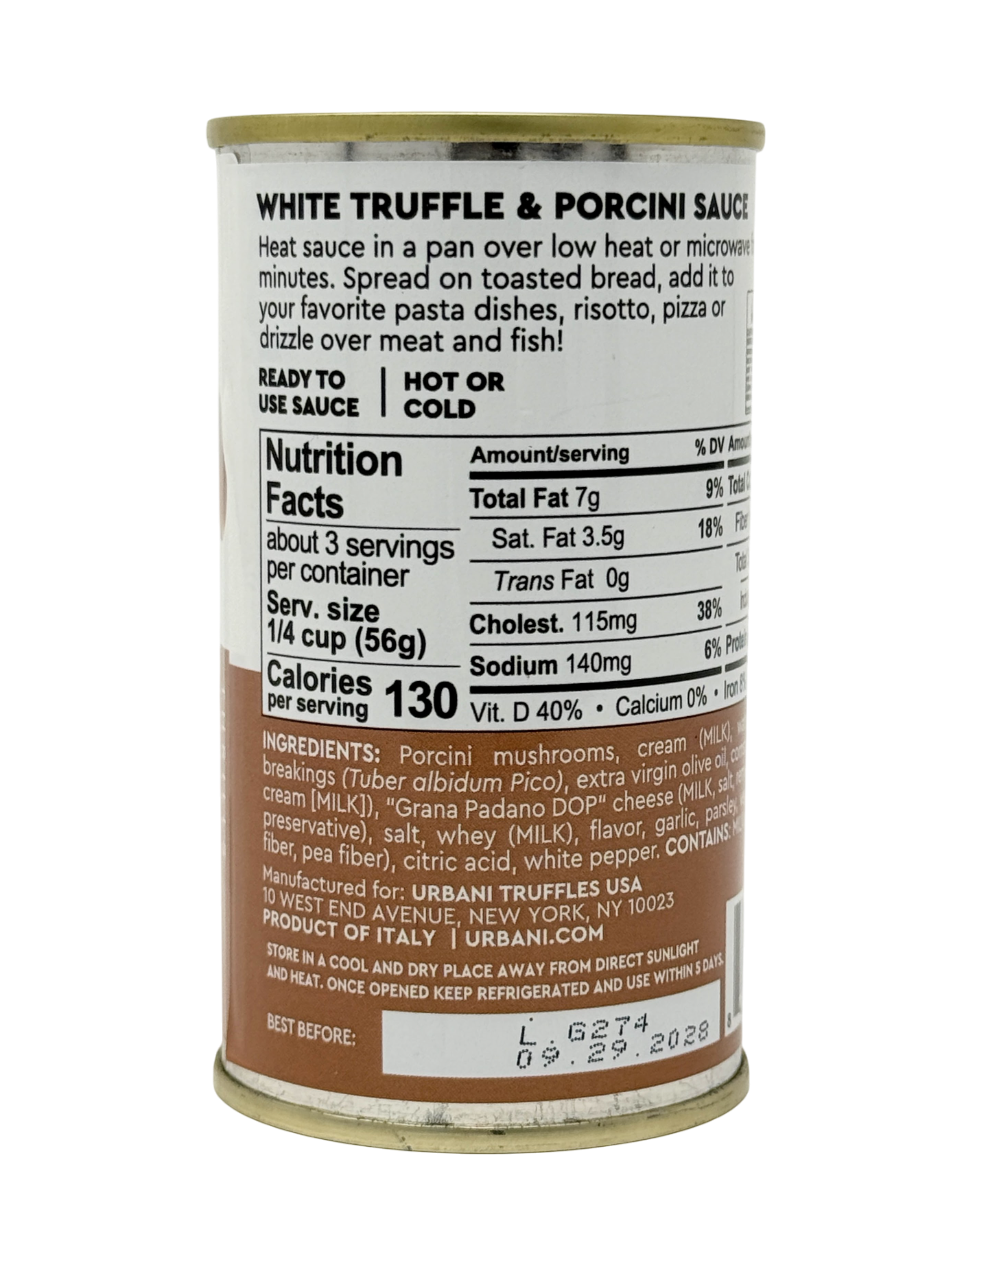 WHITE TRUFFLE & PORCINI SAUCE
Heat sauce in a pan over low heat or microwave
minutes. Spread on toasted bread, add it to
your favorite pasta dishes, risotto, pizza or
drizzle over meat and fish!
READY TO
USE SAUCE
HOT OR
COLD
Nutrition
Facts
about 3 servings
per container
Serv. size
1/4 cup (56g)
Calories
per serving 130
Amount/serving % DV
Total Fat 7g 9% Total
Sat. Fat 3.5g 18%
Trans Fat 0g
Cholest. 115mg 38%
Sodium 140mg 6%
Vit. D 40% • Calcium 0% • Iron
INGREDIENTS: Porcini mushrooms, cream (MILK),
breakings (Tuber albidum Pico), extra virgin olive oil,
cream [MILK]), "Grana Padano DOP" cheese (MILK, salt,
preservative), salt, whey (MILK), flavor, garlic, parsley,
fiber, pea fiber), citric acid, white pepper. CONTAINS:
Manufactured for: URBANI TRUFFLES USA
10 WEST END AVENUE, NEW YORK, NY 10023
PRODUCT OF ITALY | URBANI.COM
STORE IN A COOL AND DRY PLACE AWAY FROM DIRECT SUNLIGHT
AND HEAT. ONCE OPENED KEEP REFRIGERATED AND USE WITHIN 5 DAYS.
BEST BEFORE:
L.G274
09.29.2028
8